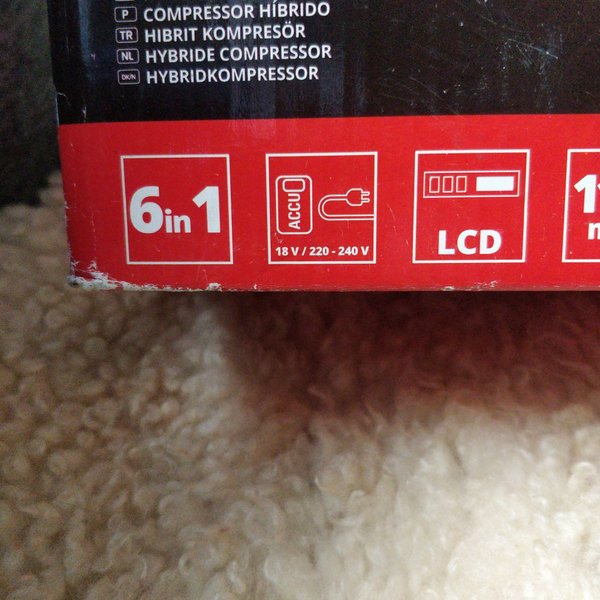 P COMPRESSOR HÍBRIDO
TR HIBRIT KOMPRESÖR
NL HYBRIDE COMPRESSOR
DK/N HYBRIDKOMPRESSOR
6in1
ACCU
18 V / 220 - 240 V
LCD